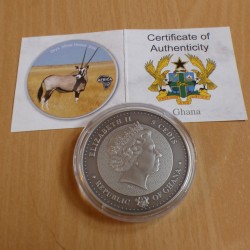 Certificate of
Authenticity
Ghana
ELIZABETH II
5 CEDIS
REPUBLIC OF GHANA